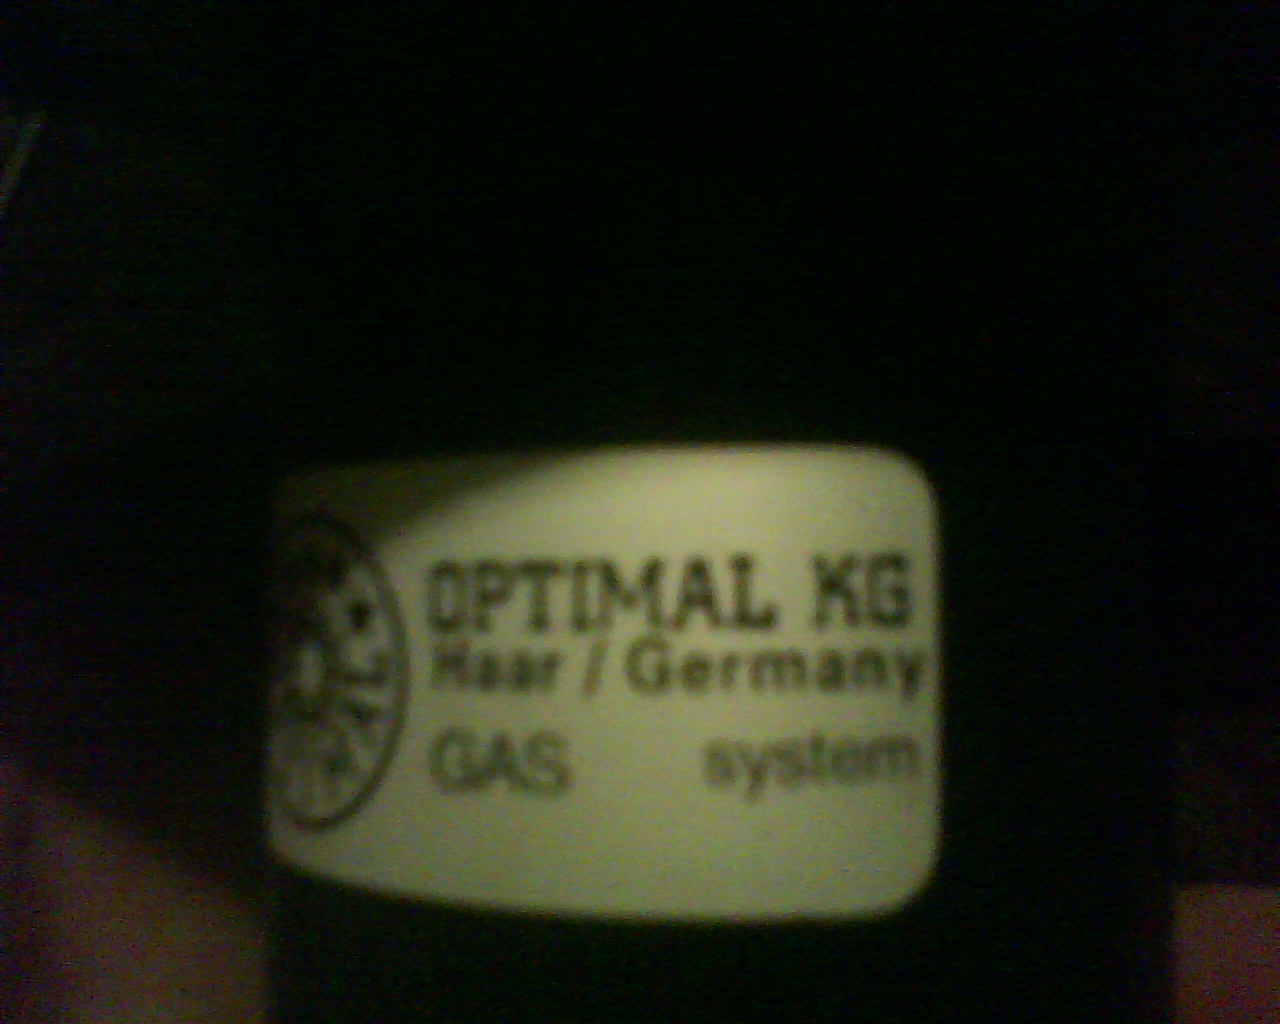 OPTIMAL KG
Haar / Germany
GAS system